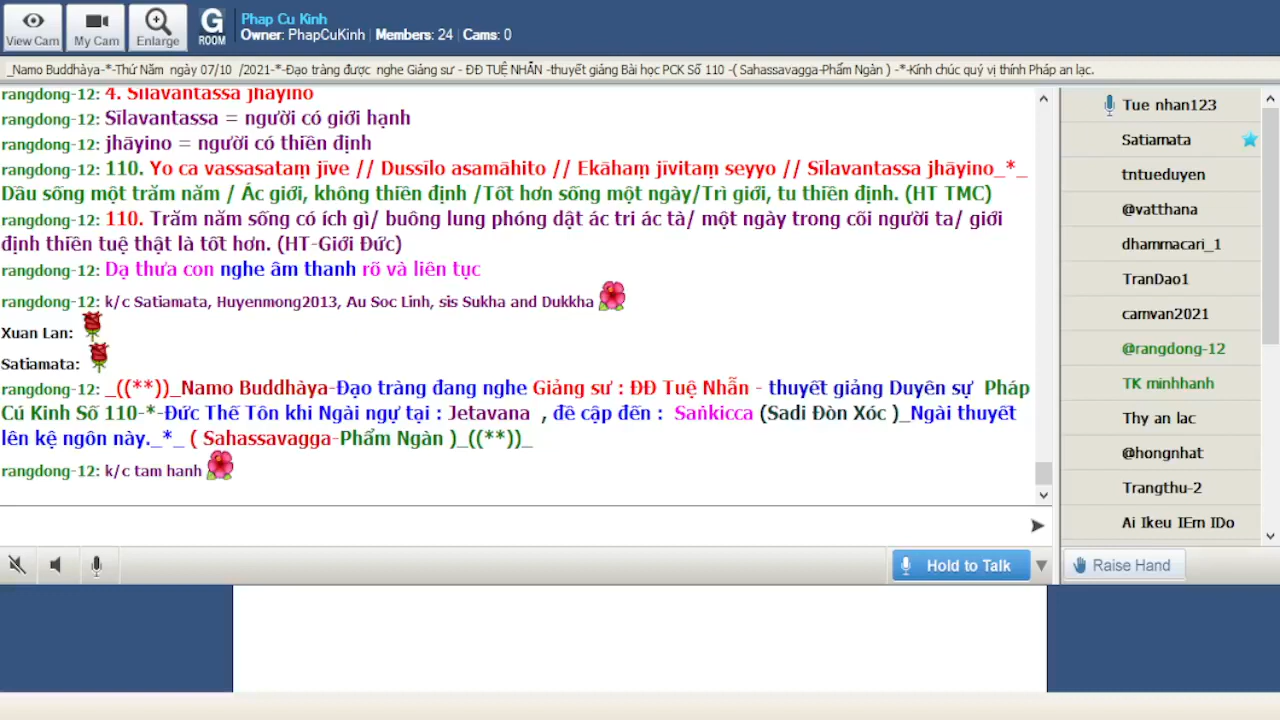 View Cam
My Cam
Enlarge
G
ROOM
Phap Cu Kinh
Owner: PhapCuKinh | Members: 24 | Cams: 0
_Namo Buddhàya-*-Thứ Năm ngày 07/10 /2021-*-Đạo tràng được nghe Giảng sư - ĐĐ TUỆ NHẪN -thuyết giảng Bài học PCK Số 110 -( Sahassavagga-Phẩm Ngàn ) -*-Kính chúc quý vị thính Pháp an lạc.
rangdong-12: 4. Sīlavantassa jhāyino
rangdong-12: Sīlavantassa = người có giới hạnh
rangdong-12: jhāyino = người có thiền định
rangdong-12: 110. Yo ca vassasataṃ jīve // Dussīlo asamāhito // Ekāhaṃ jīvitaṃ seyyo // Sīlavantassa jhāyino_*_
Dầu sống một trăm năm / Ác giới, không thiền định /Tốt hơn sống một ngày/Trì giới, tu thiền định. (HT TMC)
rangdong-12: 110. Trăm năm sống có ích gì/ buông lung phóng dật ác tri ác tà/ một ngày trong cõi người ta/ giới
định thiền tuệ thật là tốt hơn. (HT-Giới Đức)
rangdong-12: Dạ thưa con nghe âm thanh rõ và liên tục
rangdong-12: k/c Satiamata, Huyenmong2013, Au Soc Linh, sis Sukha and Dukkha
Xuan Lan:
Satiamata:
rangdong-12: _((**))_Namo Buddhàya-Đạo tràng đang nghe Giảng sư : ĐĐ Tuệ Nhẫn - thuyết giảng Duyên sự Pháp
Cú Kinh Số 110-*-Đức Thế Tôn khi Ngài ngự tại : Jetavana , đề cập đến : Saṅkicca (Sadi Đòn Xóc )_Ngài thuyết
lên kệ ngôn này._*_ ( Sahassavagga-Phẩm Ngàn )_((**))_
rangdong-12: k/c tam hanh
Tue nhan123
Satiamata
tntueduyen
@vatthana
dhammacari_1
TranDao1
camvan2021
@rangdong-12
TK minhhanh
Thy an lac
@hongnhat
Trangthu-2
Ai Ikeu IEm IDo
Hold to Talk
Raise Hand